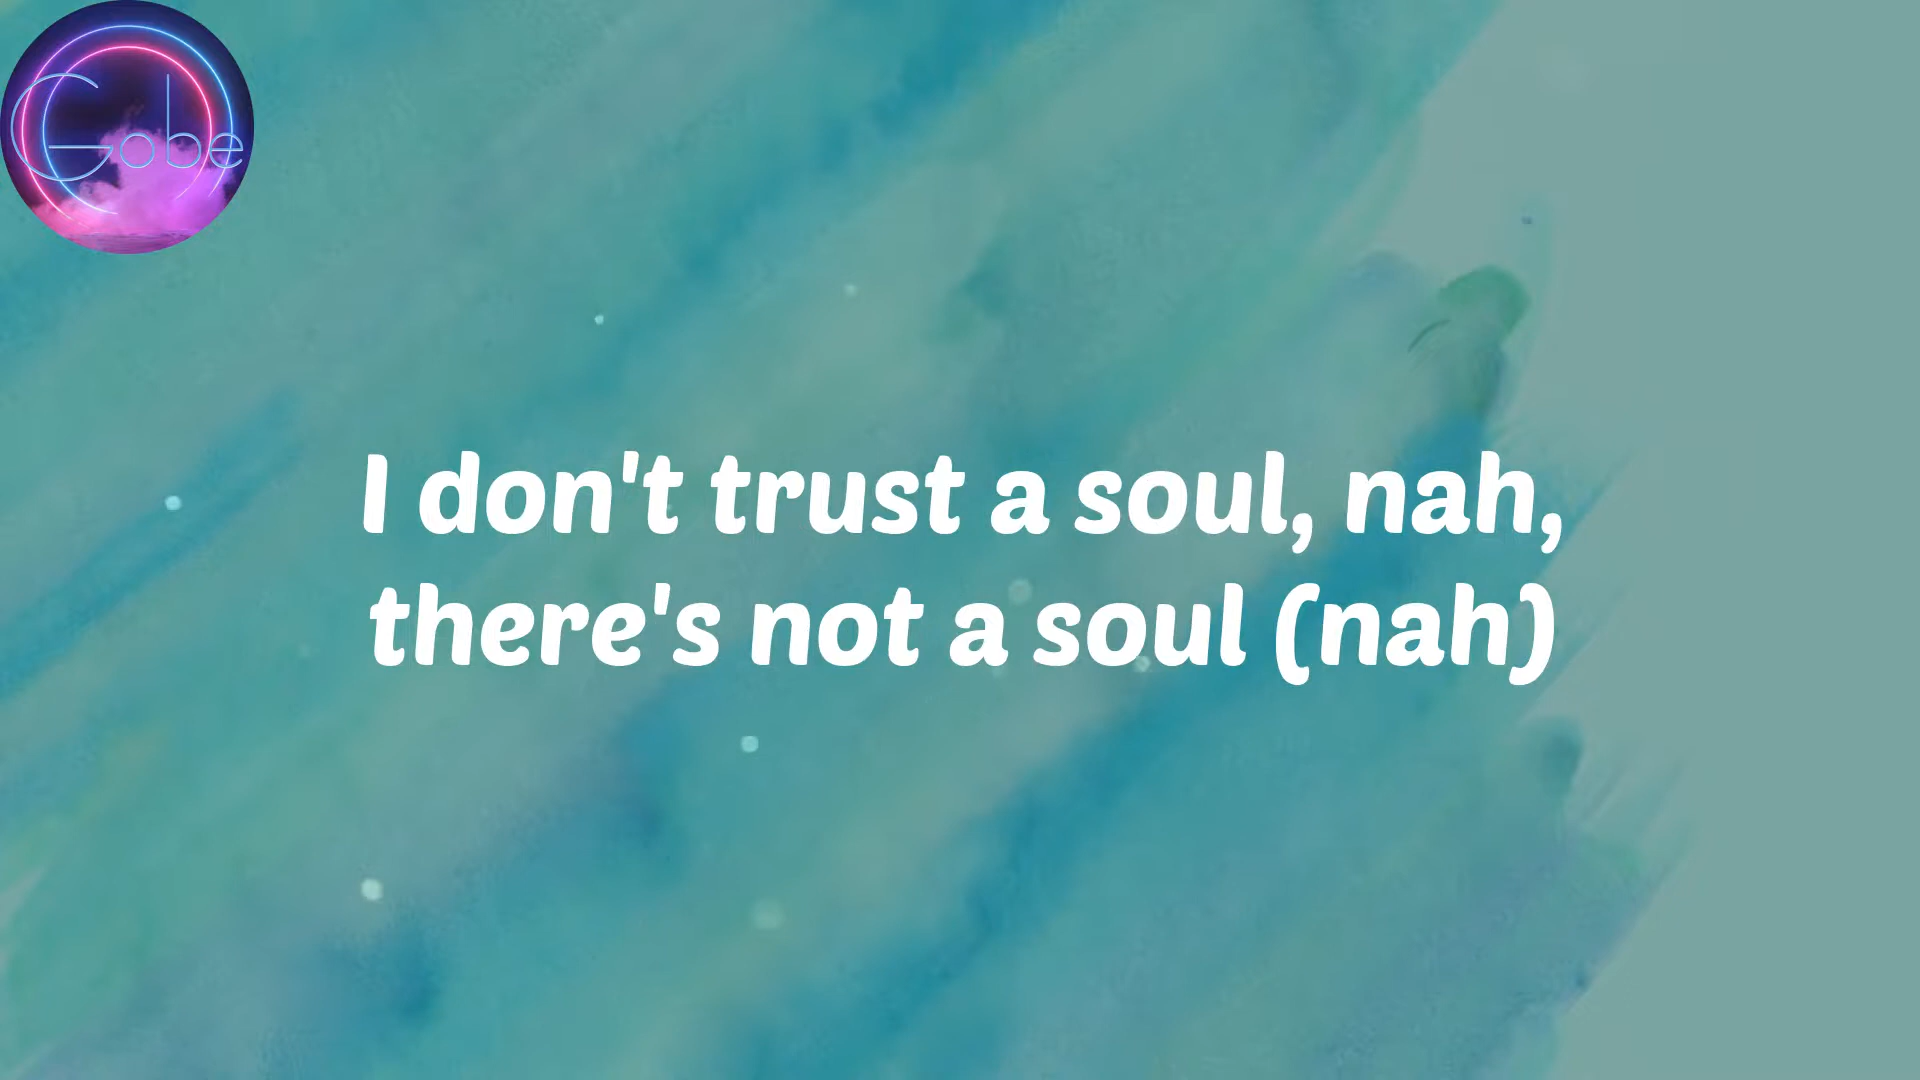 Gobe
I don't trust a soul, nah,
there's not a soul (nah)